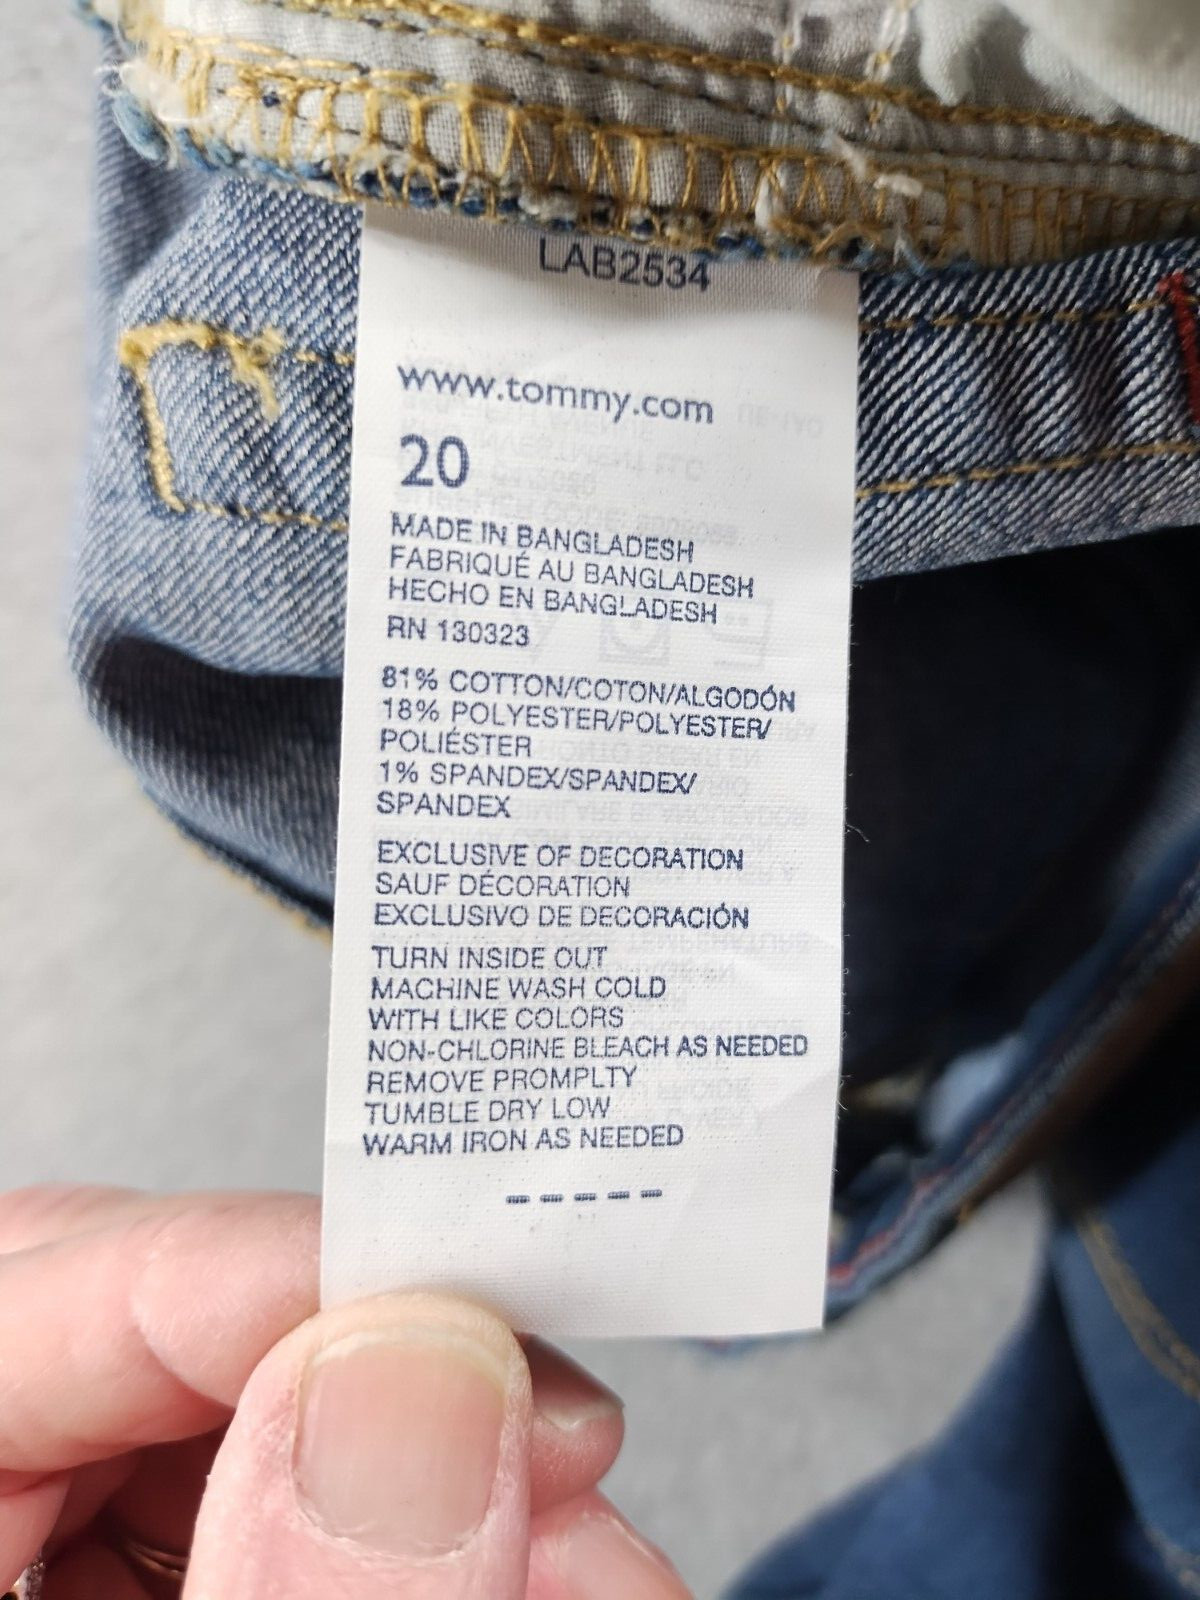 LAB2534
www.tommy.com
20
MADE IN BANGLADESH
FABRIQUÉ AU BANGLADESH
HECHO EN BANGLADESH
RN 130323
81% COTTON/COTON/ALGODÓN
18% POLYESTER/POLYESTER/
POLIÉSTER
1% SPANDEX/SPANDEX/
SPANDEX
EXCLUSIVE OF DECORATION
SAUF DÉCORATION
EXCLUSIVO DE DECORACIÓN
TURN INSIDE OUT
MACHINE WASH COLD
WITH LIKE COLORS
NON-CHLORINE BLEACH AS NEEDED
REMOVE PROMPLTY
TUMBLE DRY LOW
WARM IRON AS NEEDED